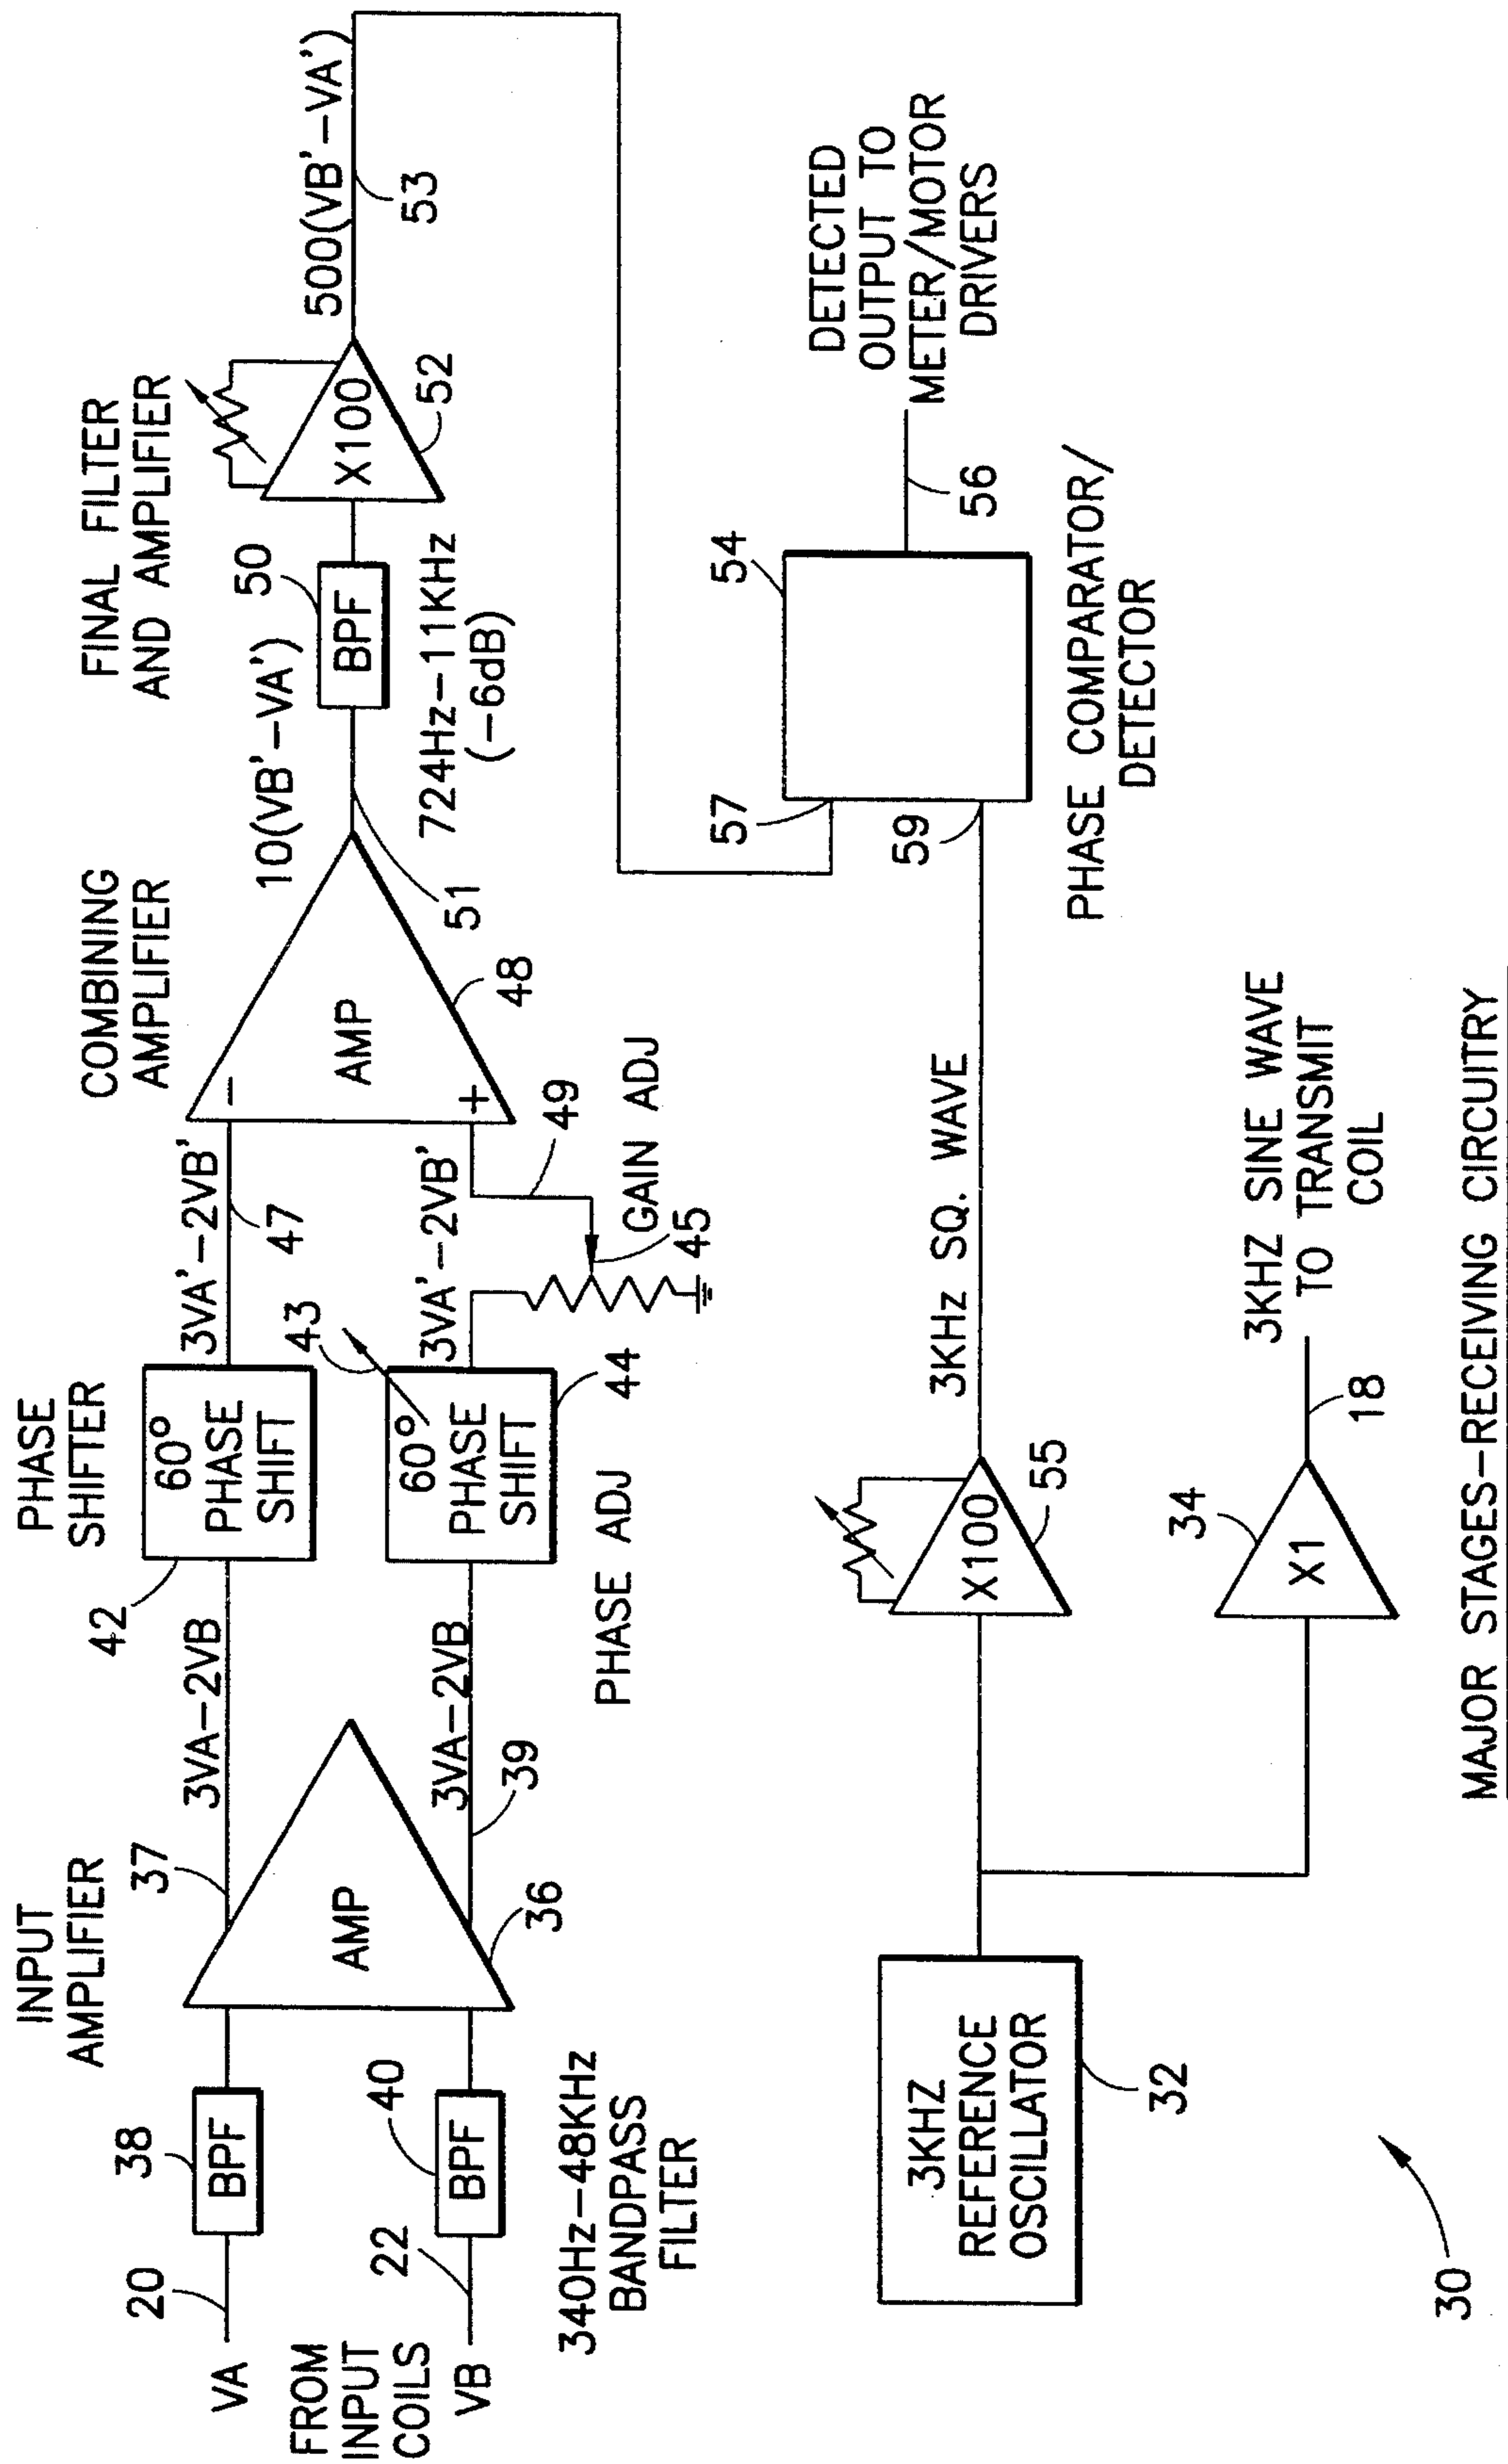 INPUT
AMPLIFIER
PHASE
SHIFTER
COMBINING
AMPLIFIER
FINAL FILTER
AND AMPLIFIER
VA
20
38
BPF
FROM
INPUT
COILS
VB
22
40
BPF
340Hz-48KHz
BANDPASS
FILTER
AMP
36
37
3VA-2VB
3VA-2VB
39
42
60°
PHASE
SHIFT
43
60°
PHASE
SHIFT
44
PHASE ADJ
3VA'-2VB'
47
3VA'-2VB'
49
45
GAIN ADJ
-
AMP
+
48
10(VB'-VA')
51
50
BPF
724Hz-11KHz
(-6dB)
X100
52
500(VB'-VA')
53
3KHZ
REFERENCE
OSCILLATOR
32
X100
55
3KHz SQ. WAVE
57
59
54
PHASE COMPARATOR/
DETECTOR
56
DETECTED
OUTPUT TO
METER/MOTOR
DRIVERS
34
X1
18
3KHZ SINE WAVE
TO TRANSMIT
COIL
30
MAJOR STAGES-RECEIVING CIRCUITRY